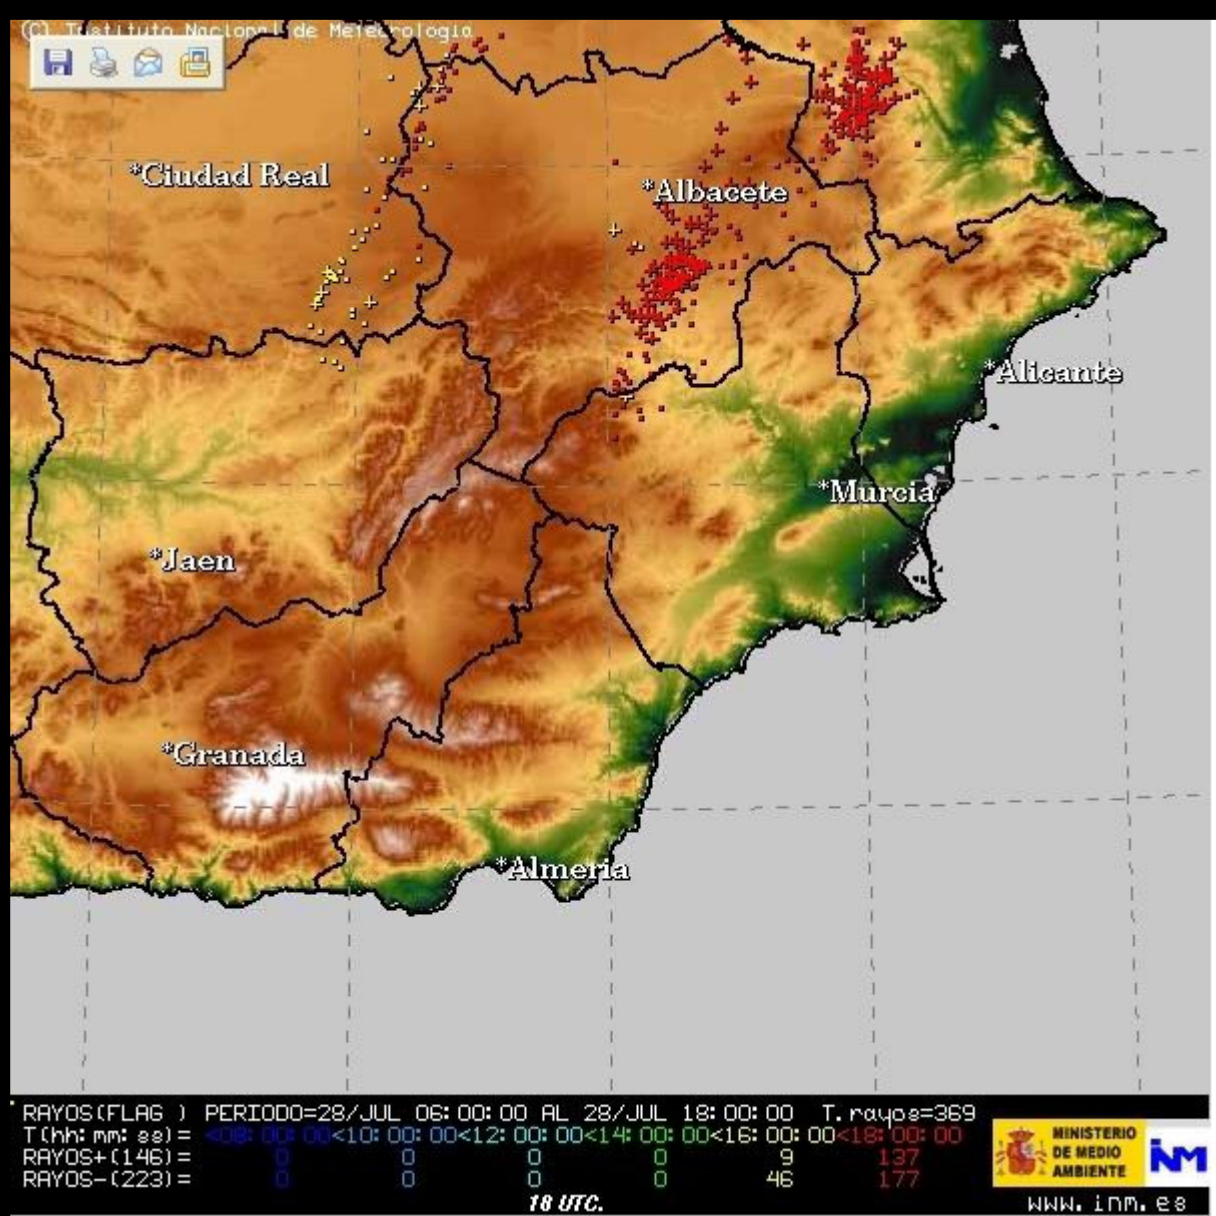 (C) Instituto Nacional de Meteorologia
*Ciudad Real
*Albacete
*Alicante
*Murcia
*Jaen
*Granada
*Almeria
RAYOS(FLAG ) PERIODO=28/JUL 06:00:00 AL 28/JUL 18:00:00 T.rayos=369
T(hh:mm:ss)= <08:00:00<10:00:00<12:00:00<14:00:00<16:00:00<18:00:00
RAYOS+(146)= 0 0 0 0 9 137
RAYOS-(223)= 0 0 0 0 46 177
18 UTC.
MINISTERIO
DE MEDIO
AMBIENTE
INM
www.inm.es